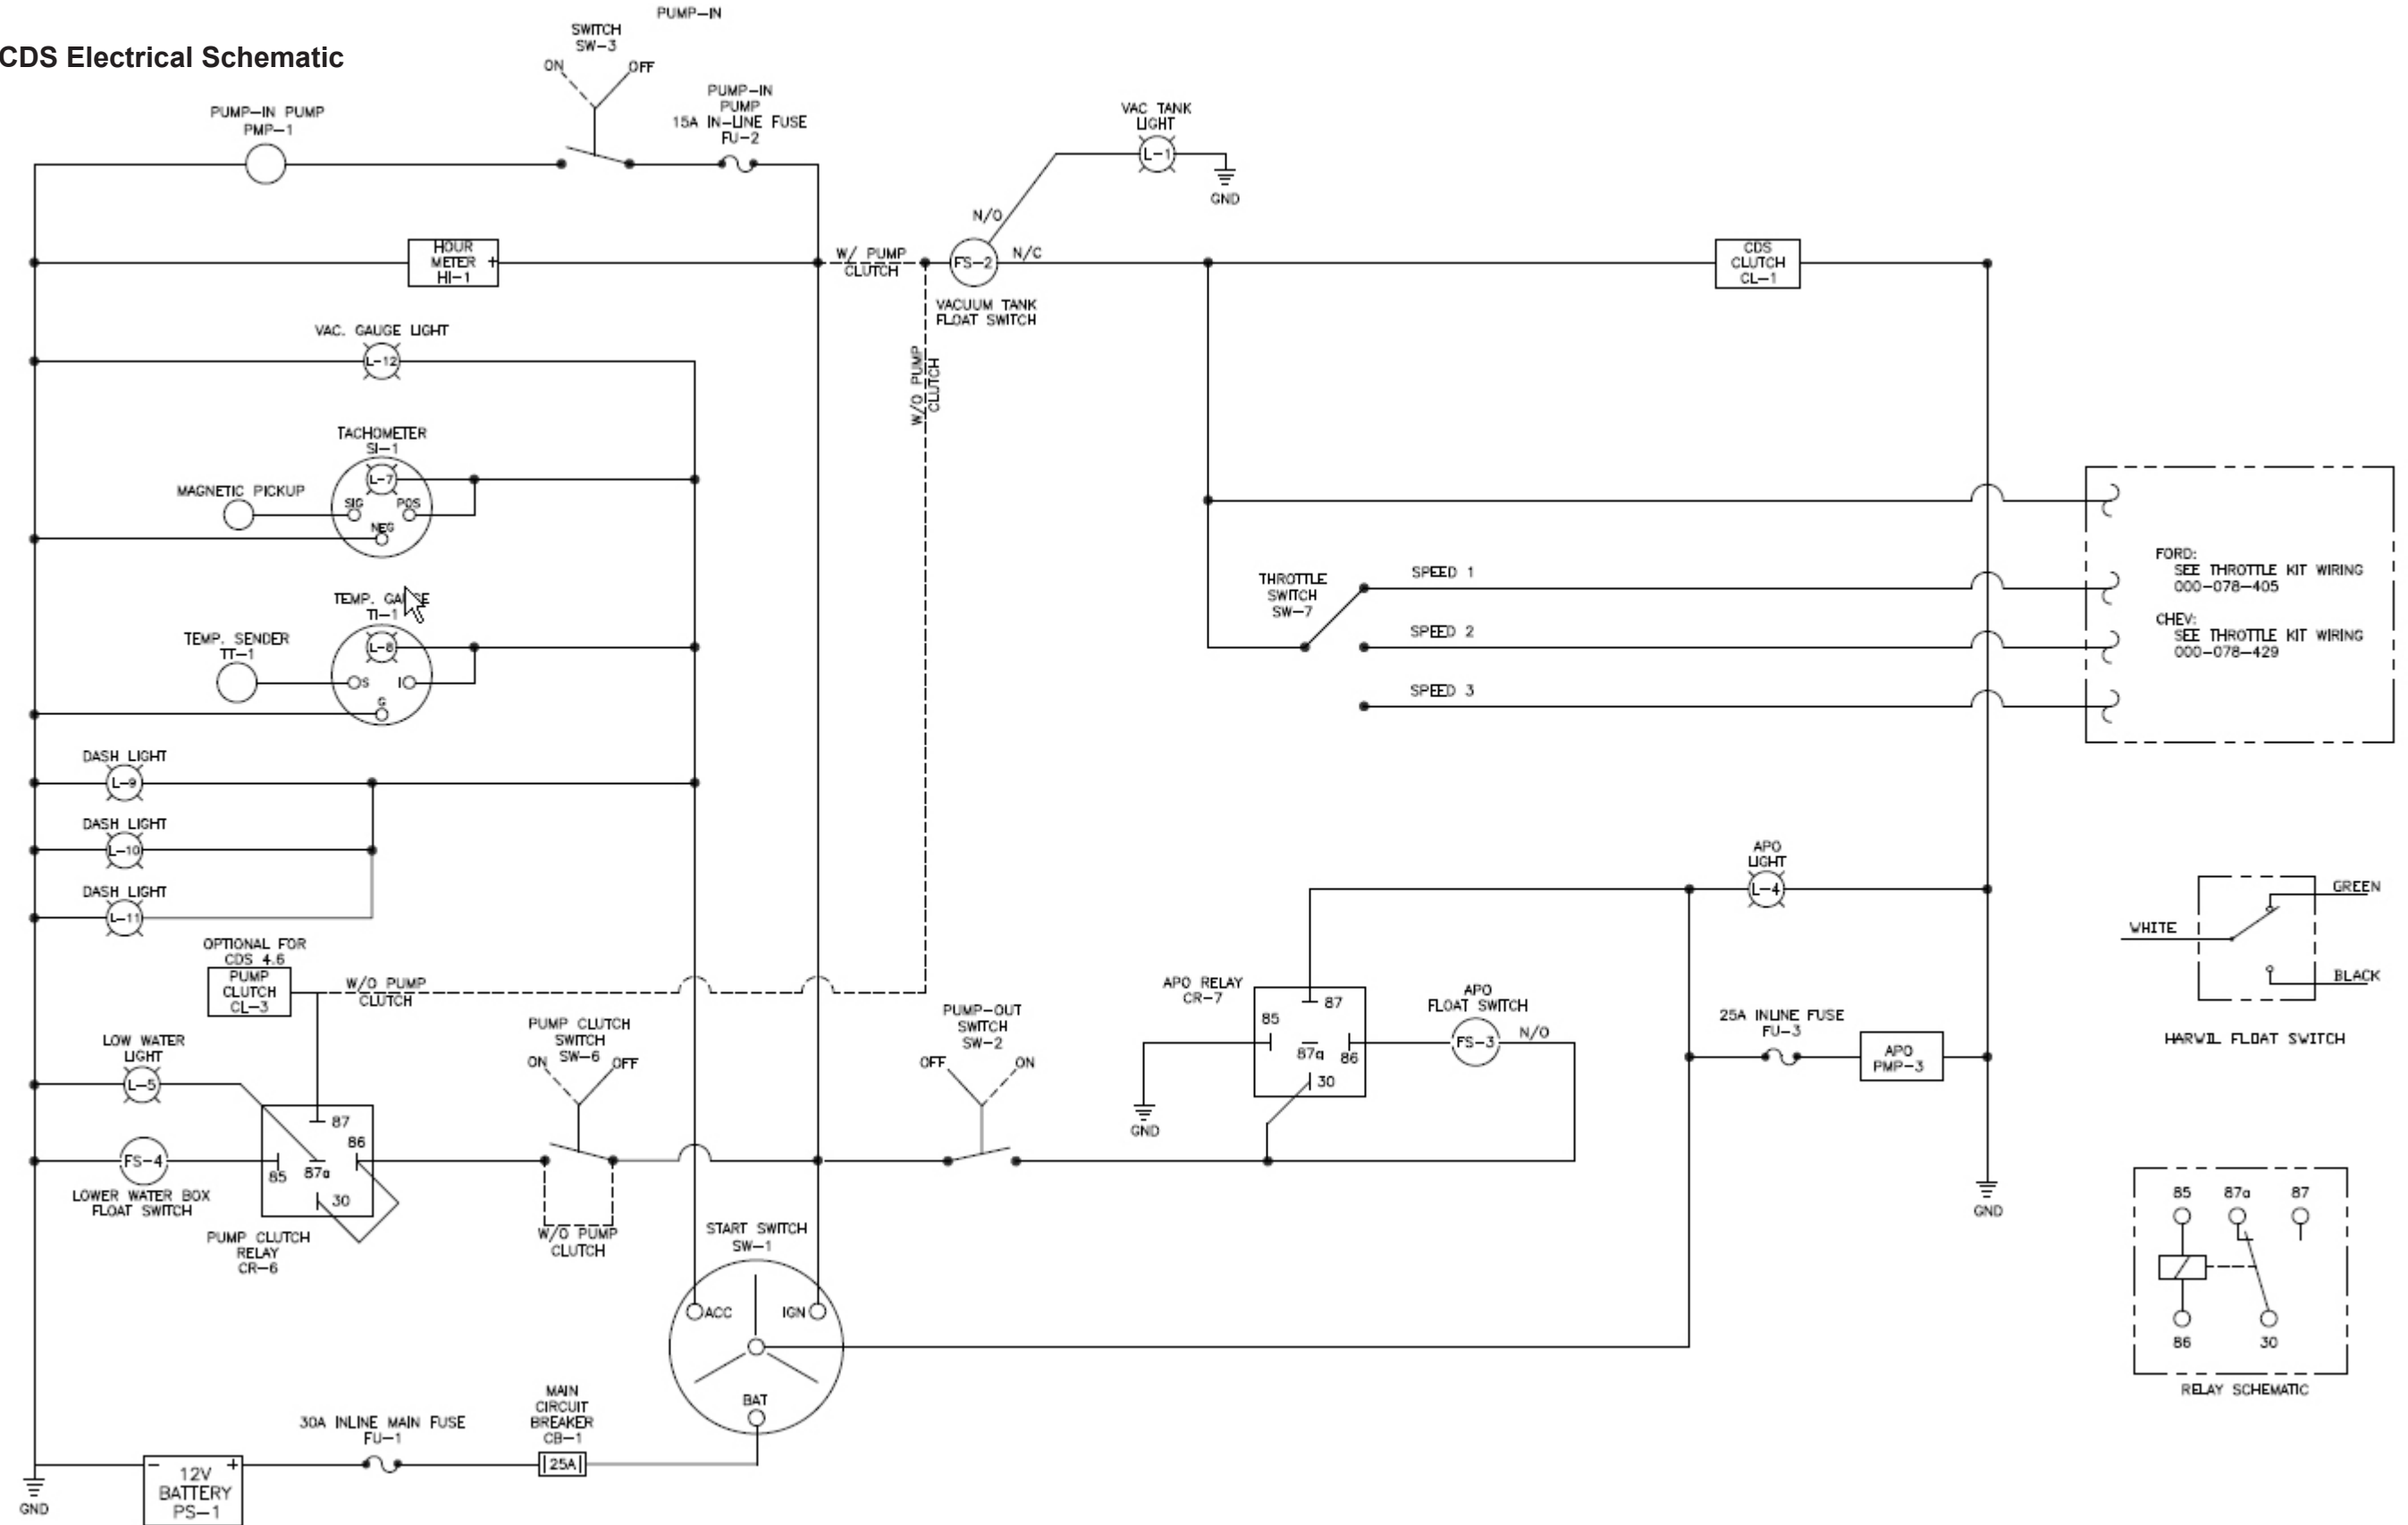 CDS Electrical Schematic
PUMP-IN
SWITCH
SW-3
ON
OFF
PUMP-IN PUMP
PMP-1
PUMP-IN
PUMP
15A IN-LINE FUSE
FU-2
VAC TANK
LIGHT
L-1
GND
N/O
HOUR
METER +
HI-1
W/ PUMP
CLUTCH
FS-2
N/C
VACUUM TANK
FLOAT SWITCH
CDS
CLUTCH
CL-1
VAC. GAUGE LIGHT
L-12
W/O PUMP
CLUTCH
TACHOMETER
SI-1
L-7
MAGNETIC PICKUP
SIG
POS
NEG
THROTTLE
SWITCH
SW-7
SPEED 1
SPEED 2
SPEED 3
FORD:
SEE THROTTLE KIT WIRING
000-078-405
CHEV:
SEE THROTTLE KIT WIRING
000-078-429
TI-1
L-8
TEMP. SENDER
TT-1
S
I
G
DASH LIGHT
L-9
DASH LIGHT
L-10
DASH LIGHT
L-11
OPTIONAL FOR
CDS 4.6
PUMP
CLUTCH
CL-3
W/O PUMP
CLUTCH
LOW WATER
LIGHT
L-5
PUMP CLUTCH
SWITCH
SW-6
ON
OFF
FS-4
LOWER WATER BOX
FLOAT SWITCH
87
86
85
87a
30
PUMP CLUTCH
RELAY
CR-6
W/O PUMP
CLUTCH
PUMP-OUT
SWITCH
SW-2
OFF
ON
APO RELAY
CR-7
87
85
87a
86
30
GND
APO
FLOAT SWITCH
FS-3
N/O
APO
LIGHT
L-4
25A INLINE FUSE
FU-3
APO
PMP-3
GND
WHITE
GREEN
BLACK
HARWIL FLOAT SWITCH
85
87a
87
86
30
RELAY SCHEMATIC
START SWITCH
SW-1
ACC
IGN
BAT
MAIN
CIRCUIT
BREAKER
CB-1
25A
30A INLINE MAIN FUSE
FU-1
- +
12V
BATTERY
PS-1
GND